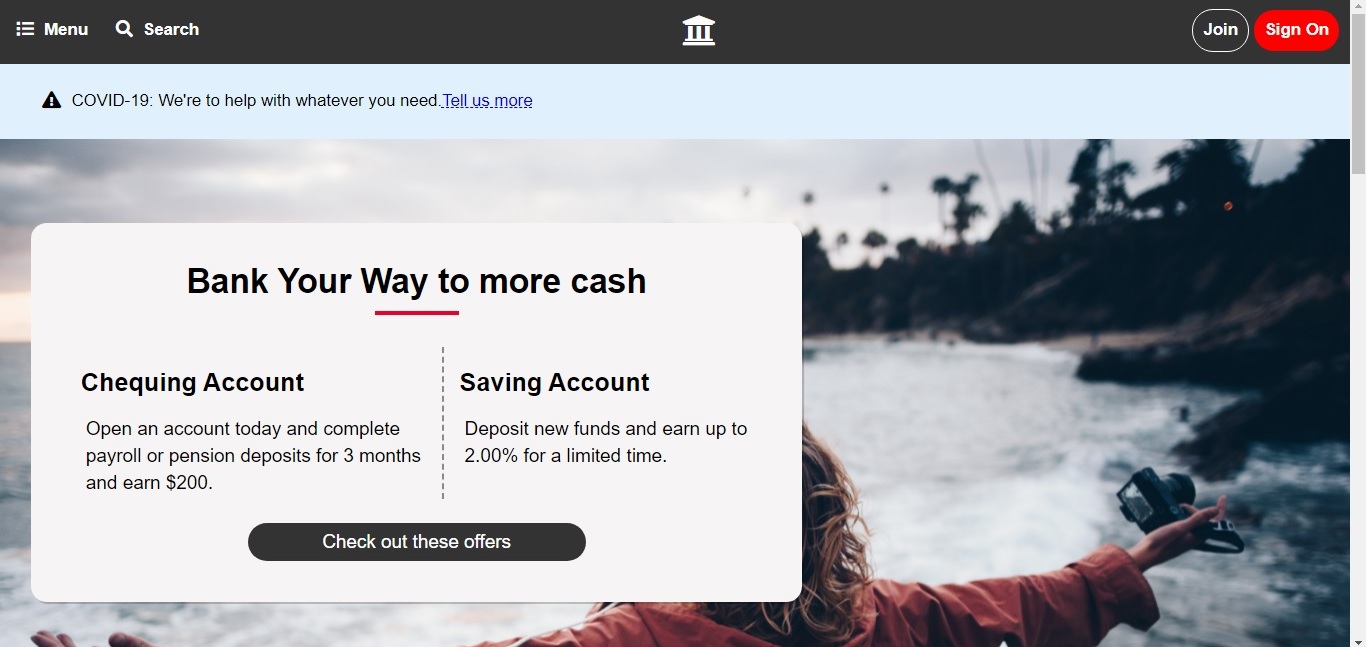 Menu Search Join Sign On
COVID-19: We're to help with whatever you need.Tell us more
Bank Your Way to more cash
Chequing Account
Open an account today and complete
payroll or pension deposits for 3 months
and earn $200.
Saving Account
Deposit new funds and earn up to
2.00% for a limited time.
Check out these offers